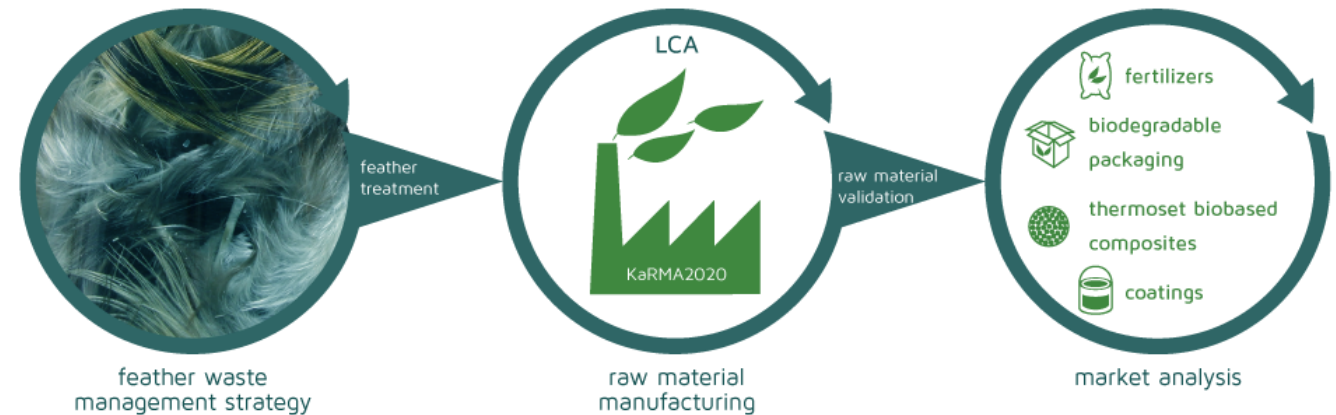 feather
treatment
feather waste
management strategy
LCA
KaRMA2020
raw material
validation
raw material
manufacturing
fertilizers
biodegradable
packaging
thermoset biobased
composites
coatings
market analysis